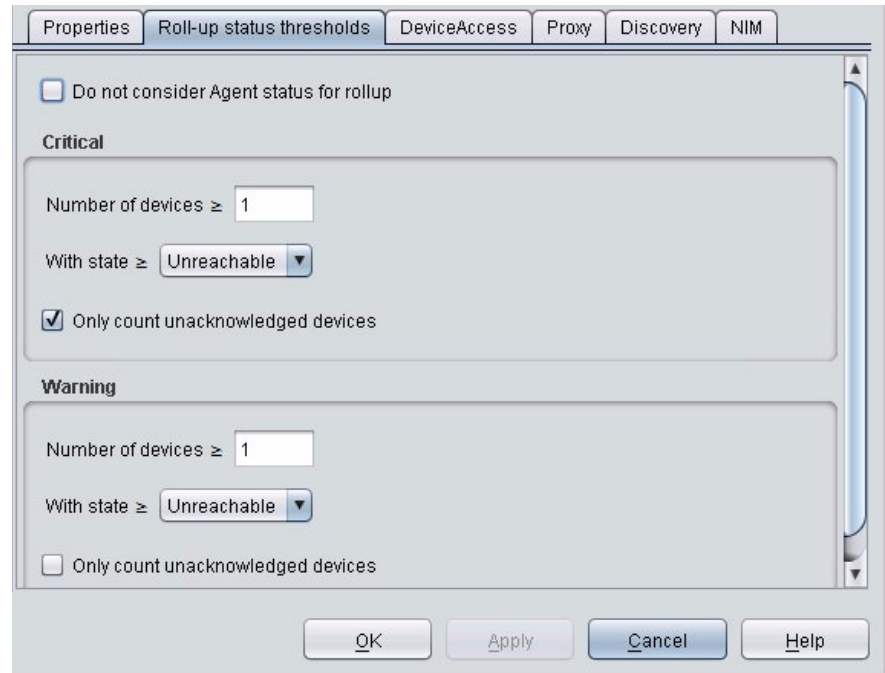 Properties Roll-up status thresholds DeviceAccess Proxy Discovery NIM
Do not consider Agent status for rollup
Critical
Number of devices ≥ 1
With state ≥ Unreachable
Only count unacknowledged devices
Warning
Number of devices ≥ 1
With state ≥ Unreachable
Only count unacknowledged devices
OK Apply Cancel Help